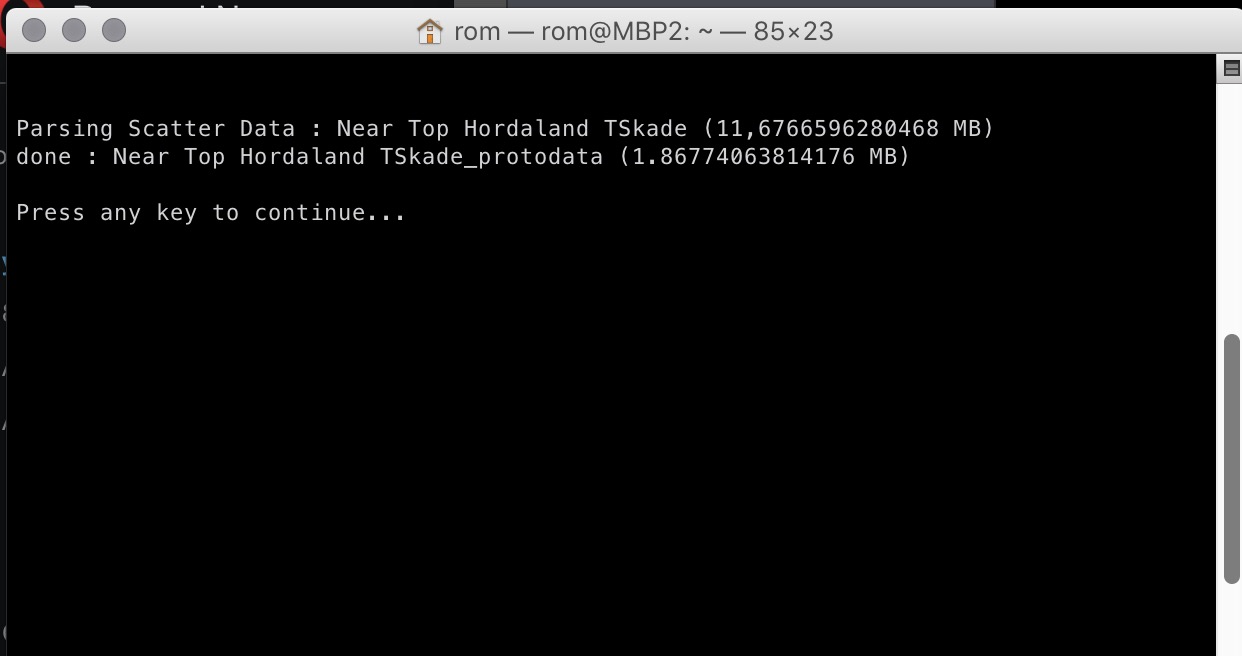 rom — rom@MBP2: ~ — 85×23
Parsing Scatter Data : Near Top Hordaland TSkade (11,6766596280468 MB)
done : Near Top Hordaland TSkade_protodata (1.86774063814176 MB)
Press any key to continue...